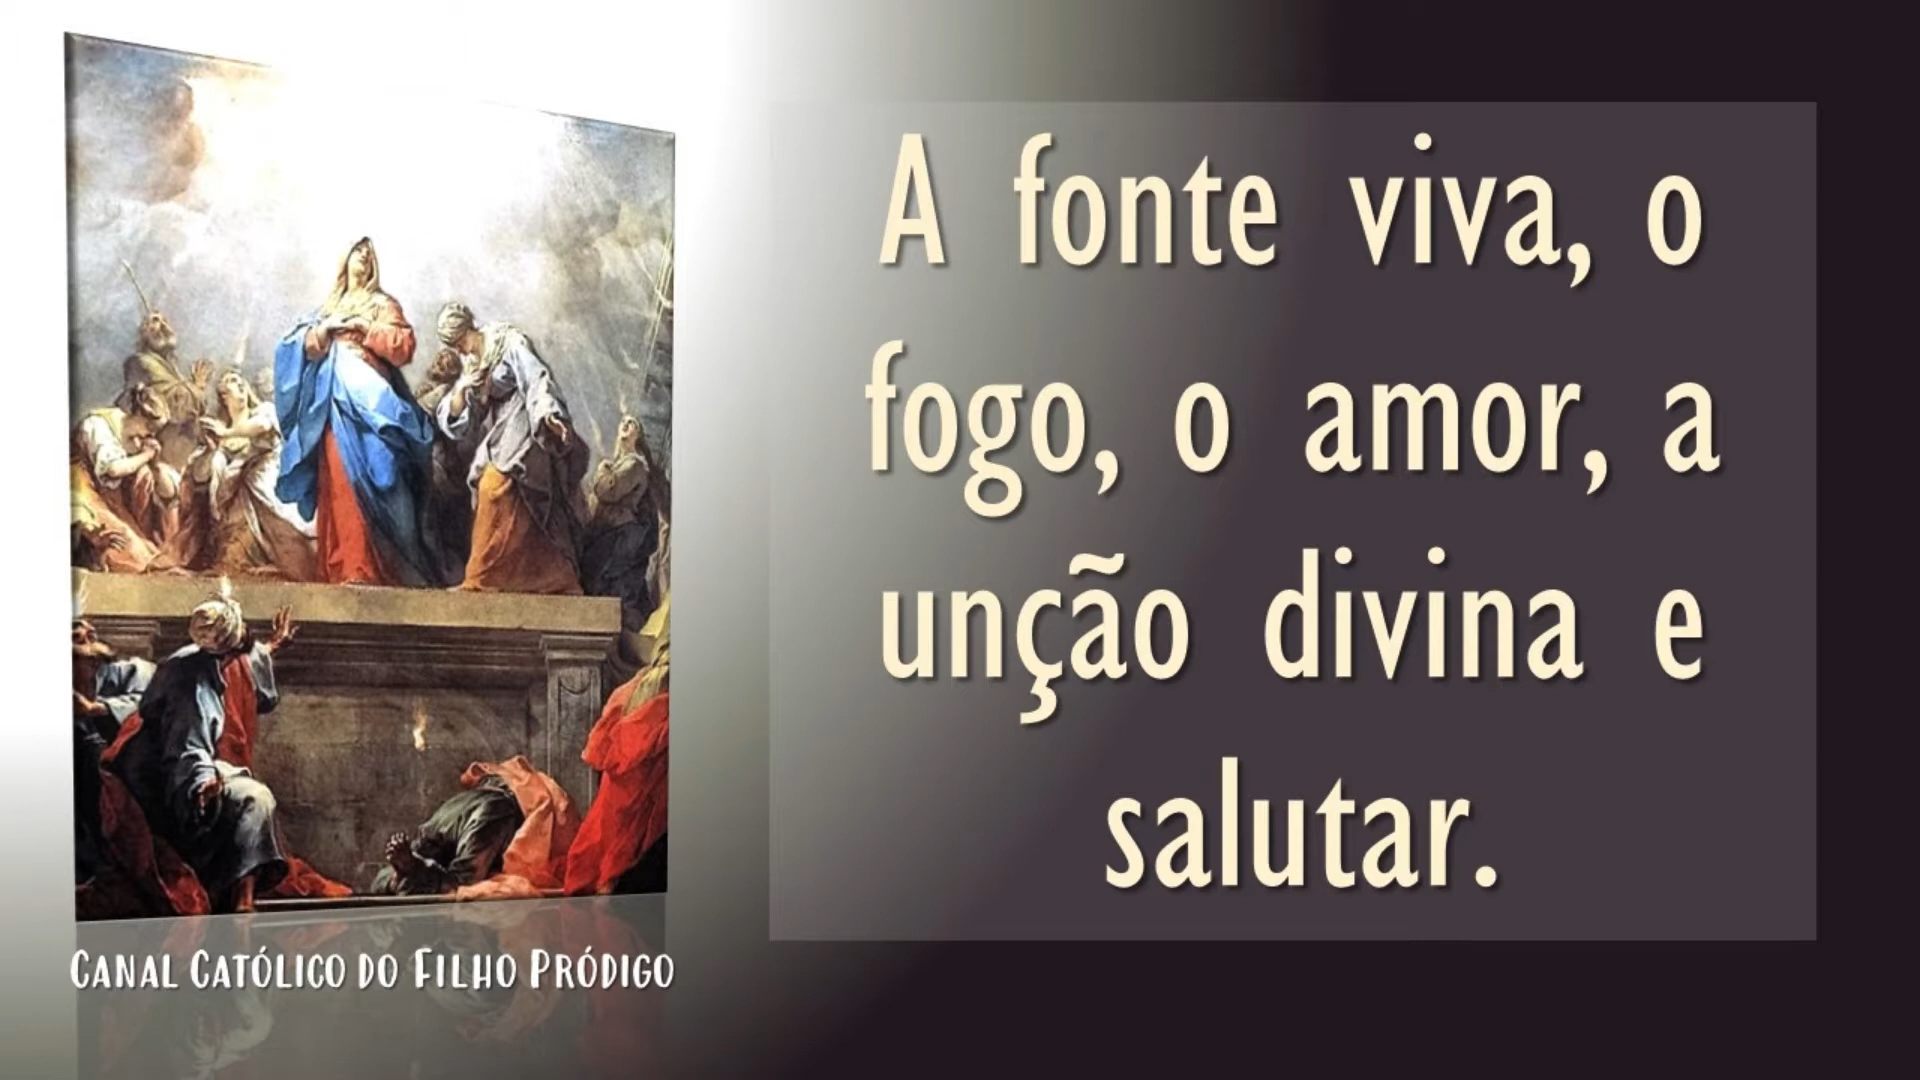 A fonte viva, o
fogo, o amor, a
unção divina e
salutar.
CANAL CATÓLICO DO FILHO PRÓDIGO